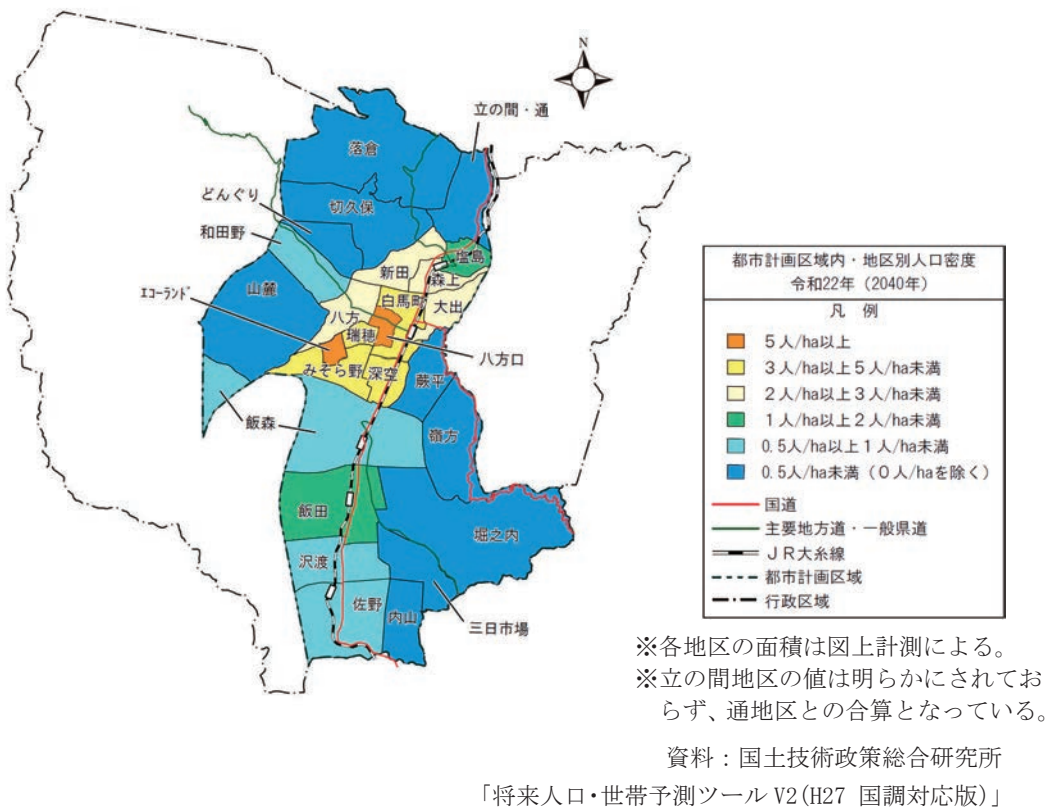 N
立の間・通
落倉
どんぐり
切久保
和田野
塩島
新田
森上
エコーランド
山麓
白馬町
大出
八方
瑞穂
八方口
みそら野
深空
蕨平
飯森
嶺方
飯田
堀之内
沢渡
佐野
内山
三日市場
都市計画区域内・地区別人口密度
令和22年（2040年）
凡 例
5人/ha以上
3人/ha以上5人/ha未満
2人/ha以上3人/ha未満
1人/ha以上2人/ha未満
0.5人/ha以上1人/ha未満
0.5人/ha未満（0人/haを除く）
国道
主要地方道・一般県道
ＪＲ大糸線
都市計画区域
行政区域
※各地区の面積は図上計測による。
※立の間地区の値は明らかにされてお
らず、通地区との合算となっている。
資料：国土技術政策総合研究所
「将来人口・世帯予測ツール V2(H27 国調対応版)」